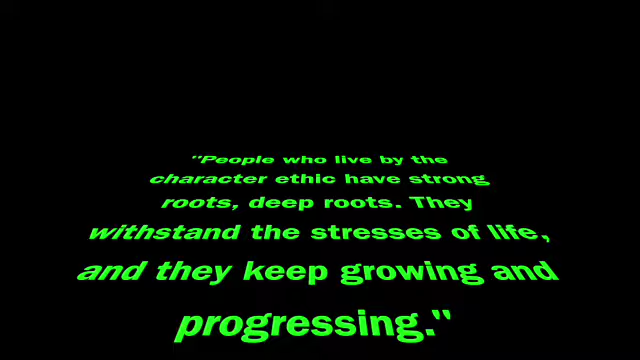 "People who live by the
character ethic have strong
roots, deep roots. They
withstand the stresses of life,
and they keep growing and
progressing."